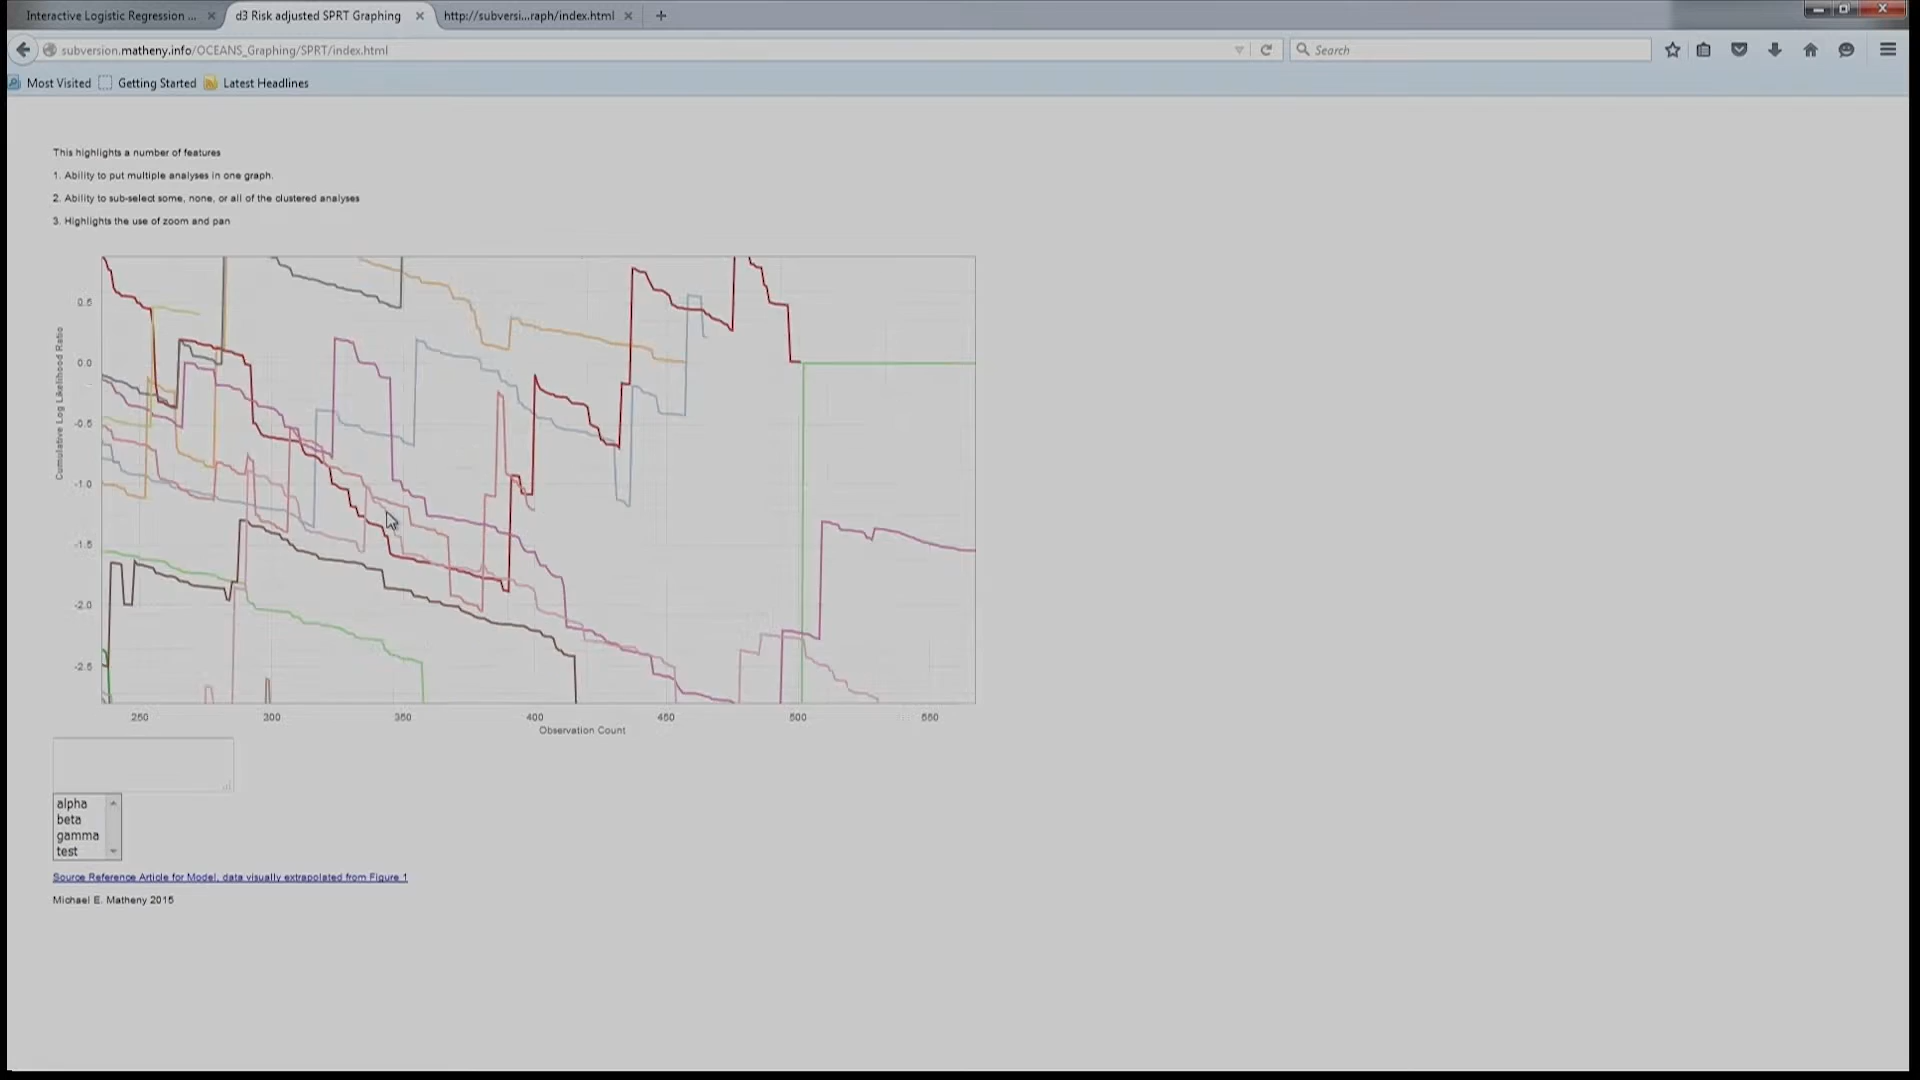 Interactive Logistic Regression ...
d3 Risk adjusted SPRT Graphing
http://subversi...raph/index.html
subversion.matheny.info/OCEANS_Graphing/SPRT/index.html
Search
Most Visited
Getting Started
Latest Headlines
This highlights a number of features
1. Ability to put multiple analyses in one graph.
2. Ability to sub-select some, none, or all of the clustered analyses
3. Highlights the use of zoom and pan
Cumulative Log Likelihood Ratio
0.5
0.0
-0.5
-1.0
-1.5
-2.0
-2.5
250
300
350
400
450
500
550
Observation Count
alpha
beta
gamma
test
Source Reference Article for Model, data visually extrapolated from Figure 1
Michael E. Matheny 2015